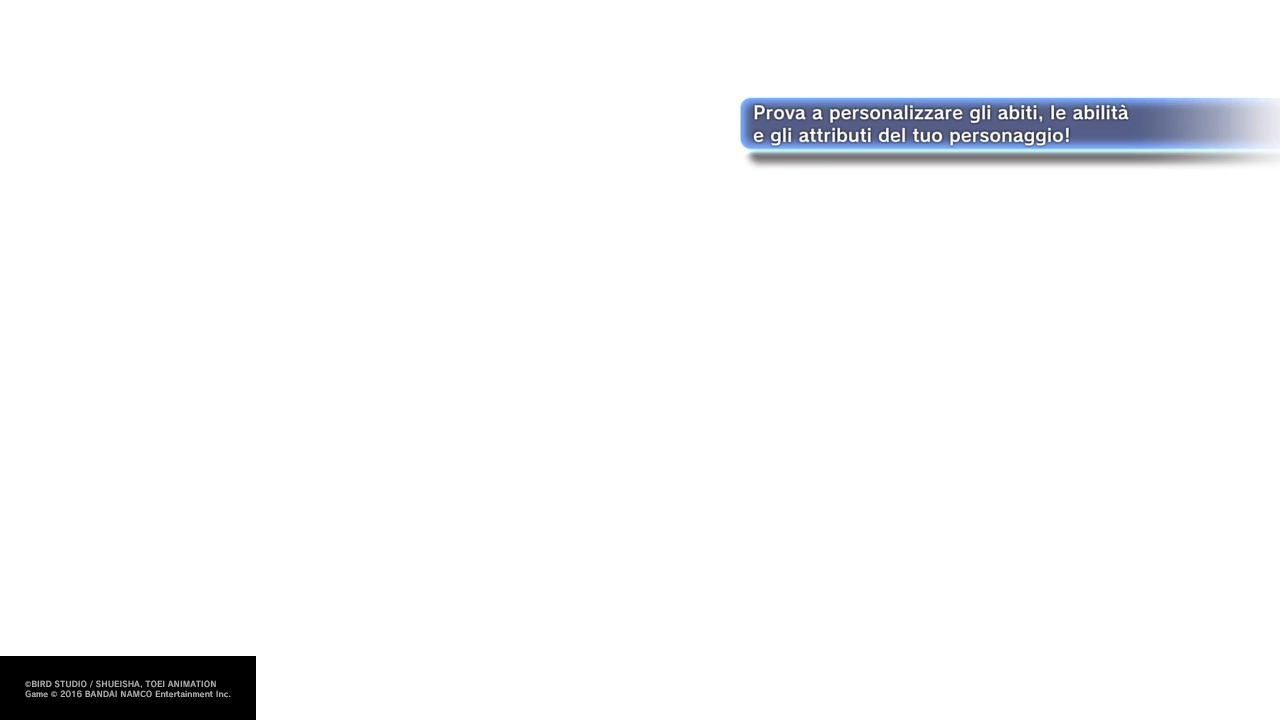 Prova a personalizzare gli abiti, le abilità
e gli attributi del tuo personaggio!
©BIRD STUDIO / SHUEISHA, TOEI ANIMATION
Game © 2016 BANDAI NAMCO Entertainment Inc.